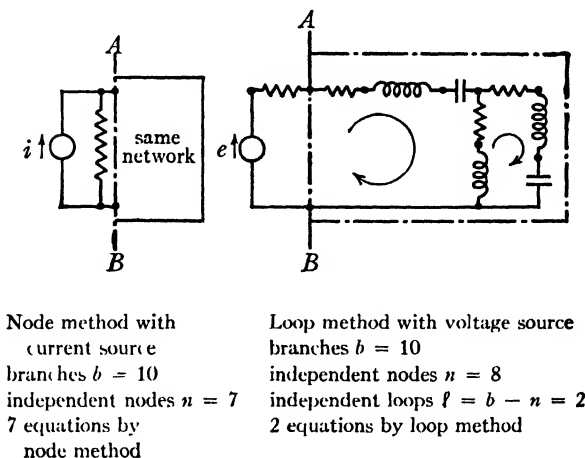 A
A
i
same
network
e
B
B
Node method with
current source
branches b = 10
independent nodes n = 7
7 equations by
node method
Loop method with voltage source
branches b = 10
independent nodes n = 8
independent loops ℓ = b − n = 2
2 equations by loop method